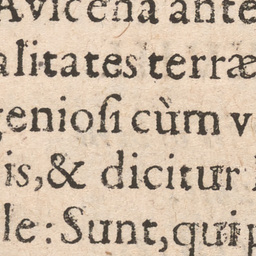 Avicena ante
alitates terræ
genioſi cùm v
is, & dicitur
le: Sunt, qui